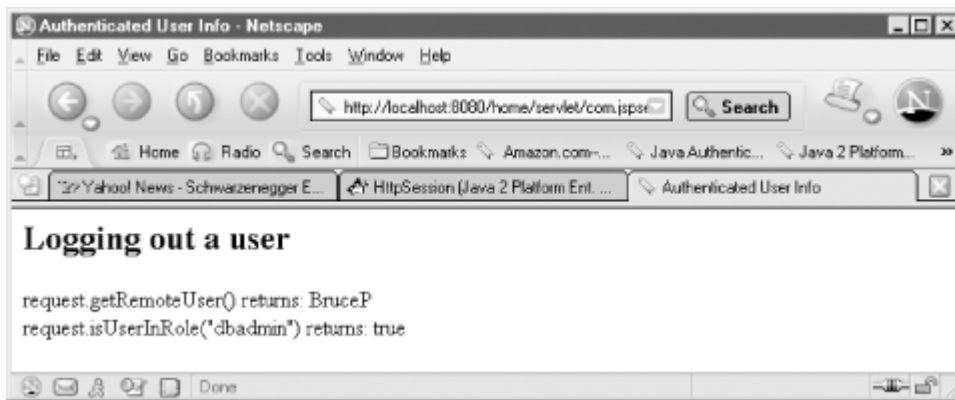 Authenticated User Info - Netscape
File Edit View Go Bookmarks Tools Window Help
http://localhost:8080/home/servlet/com.jspse Search
Home Radio Search Bookmarks Amazon.com--... Java Authentic... Java 2 Platform... »
Yahoo! News - Schwarzenegger E... HttpSession (Java 2 Platform Ent. ... Authenticated User Info
Logging out a user
request.getRemoteUser() returns: BruceP
request.isUserInRole("dbadmin") returns: true
Done